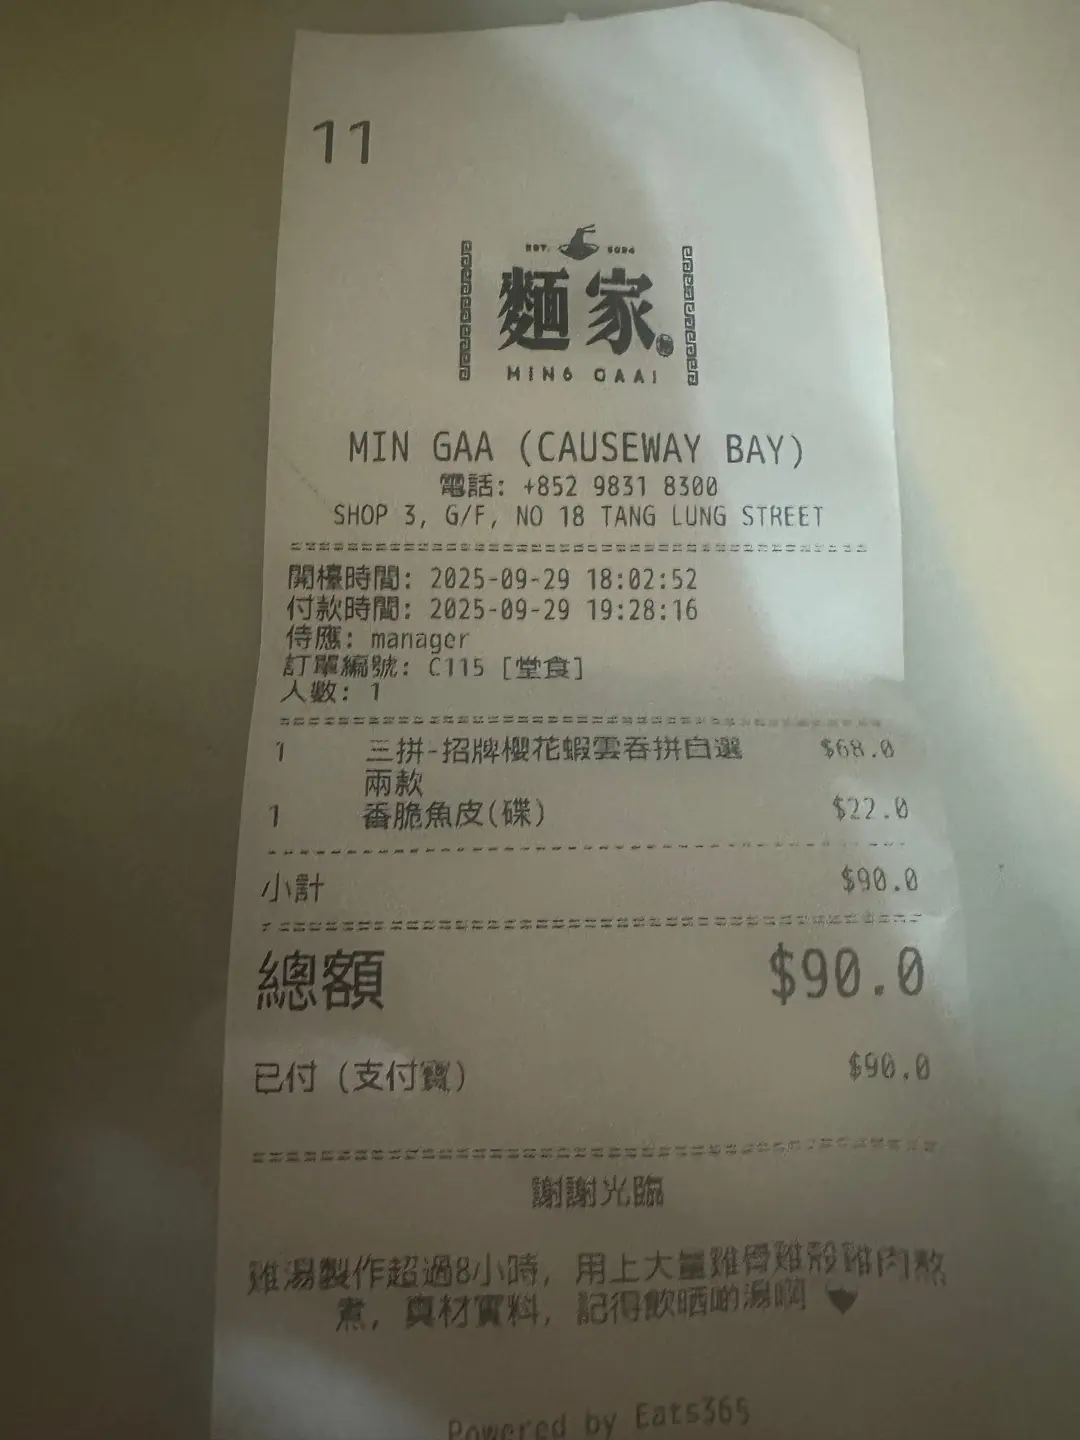 11
EST. 2024
麵家
MING GAAI
MIN GAA (CAUSEWAY BAY)
電話: +852 9831 8300
SHOP 3, G/F, NO 18 TANG LUNG STREET
開檯時間: 2025-09-29 18:02:52
付款時間: 2025-09-29 19:28:16
侍應: manager
訂單編號: C115 [堂食]
人數: 1
1 三拼-招牌櫻花蝦雲吞拼自選 $68.0
兩款
1 香脆魚皮(碟) $22.0
小計 $90.0
總額 $90.0
已付 (支付寶) $90.0
謝謝光臨
雞湯製作超過8小時, 用上大量雞骨雞殼雞肉熬
煮, 真材實料, 記得飲晒啲湯啊
Powered by Eats365